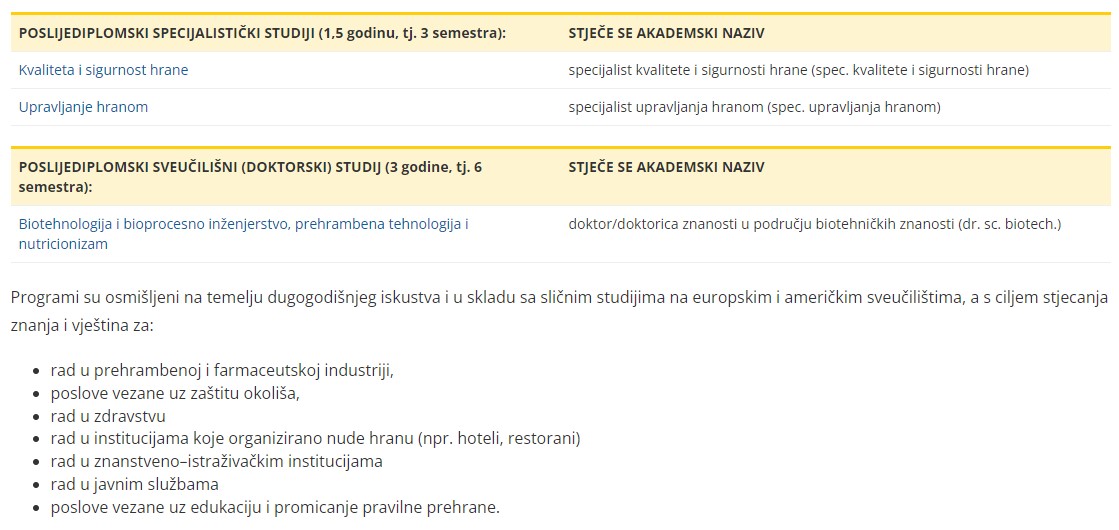 POSLIJEDIPLOMSKI SPECIJALISTIČKI STUDIJI (1,5 godinu, tj. 3 semestra): STJEČE SE AKADEMSKI NAZIV
Kvaliteta i sigurnost hrane specijalist kvalitete i sigurnosti hrane (spec. kvalitete i sigurnosti hrane)
Upravljanje hranom specijalist upravljanja hranom (spec. upravljanja hranom)
POSLIJEDIPLOMSKI SVEUČILIŠNI (DOKTORSKI) STUDIJ (3 godine, tj. 6 STJEČE SE AKADEMSKI NAZIV
semestra):
Biotehnologija i bioprocesno inženjerstvo, prehrambena tehnologija i doktor/doktorica znanosti u području biotehničkih znanosti (dr. sc. biotech.)
nutricionizam
Programi su osmišljeni na temelju dugogodišnjeg iskustva i u skladu sa sličnim studijima na europskim i američkim sveučilištima, a s ciljem stjecanja
znanja i vještina za:
• rad u prehrambenoj i farmaceutskoj industriji,
• poslove vezane uz zaštitu okoliša,
• rad u zdravstvu
• rad u institucijama koje organizirano nude hranu (npr. hoteli, restorani)
• rad u znanstveno–istraživačkim institucijama
• rad u javnim službama
• poslove vezane uz edukaciju i promicanje pravilne prehrane.